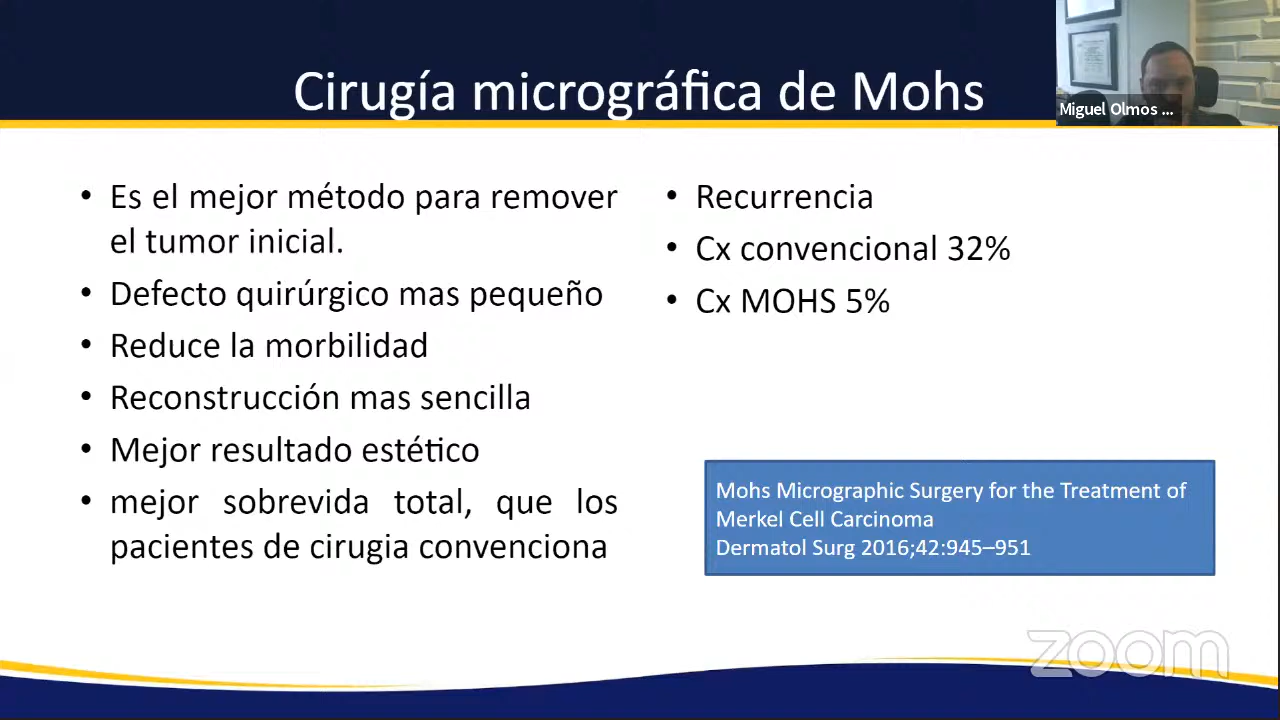 Cirugía micrográfica de Mohs
Miguel Olmos ...
• Es el mejor método para remover
el tumor inicial.
• Defecto quirúrgico mas pequeño
• Reduce la morbilidad
• Reconstrucción mas sencilla
• Mejor resultado estético
• mejor sobrevida total, que los
pacientes de cirugia convenciona
• Recurrencia
• Cx convencional 32%
• Cx MOHS 5%
Mohs Micrographic Surgery for the Treatment of
Merkel Cell Carcinoma
Dermatol Surg 2016;42:945–951
zoom